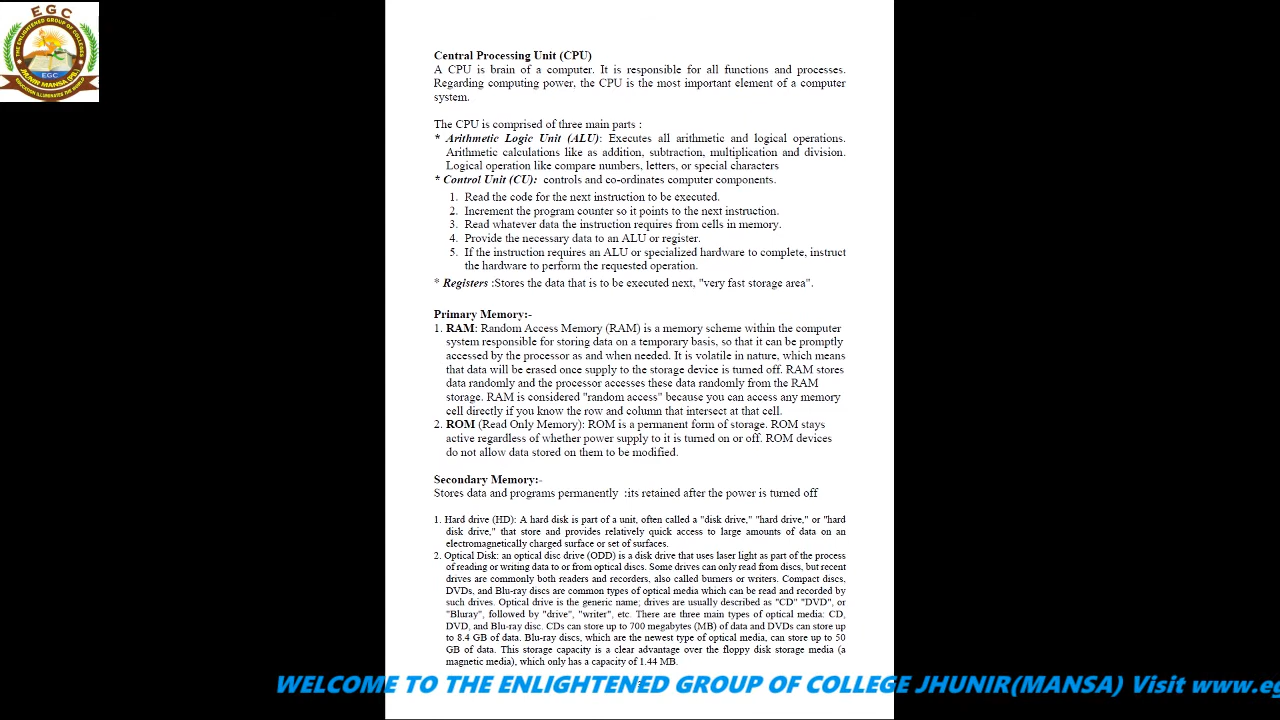 EGC
THE ENLIGHTENED GROUP OF COLLEGES
EGC
MAIN MANSA (PB.)
EDUCATION ILLUMINATES THE WORLD
Central Processing Unit (CPU)
A CPU is brain of a computer. It is responsible for all functions and processes.
Regarding computing power, the CPU is the most important element of a computer
system.
The CPU is comprised of three main parts :
* Arithmetic Logic Unit (ALU): Executes all arithmetic and logical operations.
Arithmetic calculations like as addition, subtraction, multiplication and division.
Logical operation like compare numbers, letters, or special characters
* Control Unit (CU): controls and co-ordinates computer components.
1. Read the code for the next instruction to be executed.
2. Increment the program counter so it points to the next instruction.
3. Read whatever data the instruction requires from cells in memory.
4. Provide the necessary data to an ALU or register.
5. If the instruction requires an ALU or specialized hardware to complete, instruct
the hardware to perform the requested operation.
* Registers :Stores the data that is to be executed next, "very fast storage area".
Primary Memory:-
1. RAM: Random Access Memory (RAM) is a memory scheme within the computer
system responsible for storing data on a temporary basis, so that it can be promptly
accessed by the processor as and when needed. It is volatile in nature, which means
that data will be erased once supply to the storage device is turned off. RAM stores
data randomly and the processor accesses these data randomly from the RAM
storage. RAM is considered "random access" because you can access any memory
cell directly if you know the row and column that intersect at that cell.
2. ROM (Read Only Memory): ROM is a permanent form of storage. ROM stays
active regardless of whether power supply to it is turned on or off. ROM devices
do not allow data stored on them to be modified.
Secondary Memory:-
Stores data and programs permanently :its retained after the power is turned off
1. Hard drive (HD): A hard disk is part of a unit, often called a "disk drive," "hard drive," or "hard
disk drive," that store and provides relatively quick access to large amounts of data on an
electromagnetically charged surface or set of surfaces.
2. Optical Disk: an optical disc drive (ODD) is a disk drive that uses laser light as part of the process
of reading or writing data to or from optical discs. Some drives can only read from discs, but recent
drives are commonly both readers and recorders, also called burners or writers. Compact discs,
DVDs, and Blu-ray discs are common types of optical media which can be read and recorded by
such drives. Optical drive is the generic name; drives are usually described as "CD" "DVD", or
"Bluray", followed by "drive", "writer", etc. There are three main types of optical media: CD,
DVD, and Blu-ray disc. CDs can store up to 700 megabytes (MB) of data and DVDs can store up
to 8.4 GB of data. Blu-ray discs, which are the newest type of optical media, can store up to 50
GB of data. This storage capacity is a clear advantage over the floppy disk storage media (a
magnetic media), which only has a capacity of 1.44 MB.
WELCOME TO THE ENLIGHTENED GROUP OF COLLEGE JHUNIR(MANSA) Visit www.eg